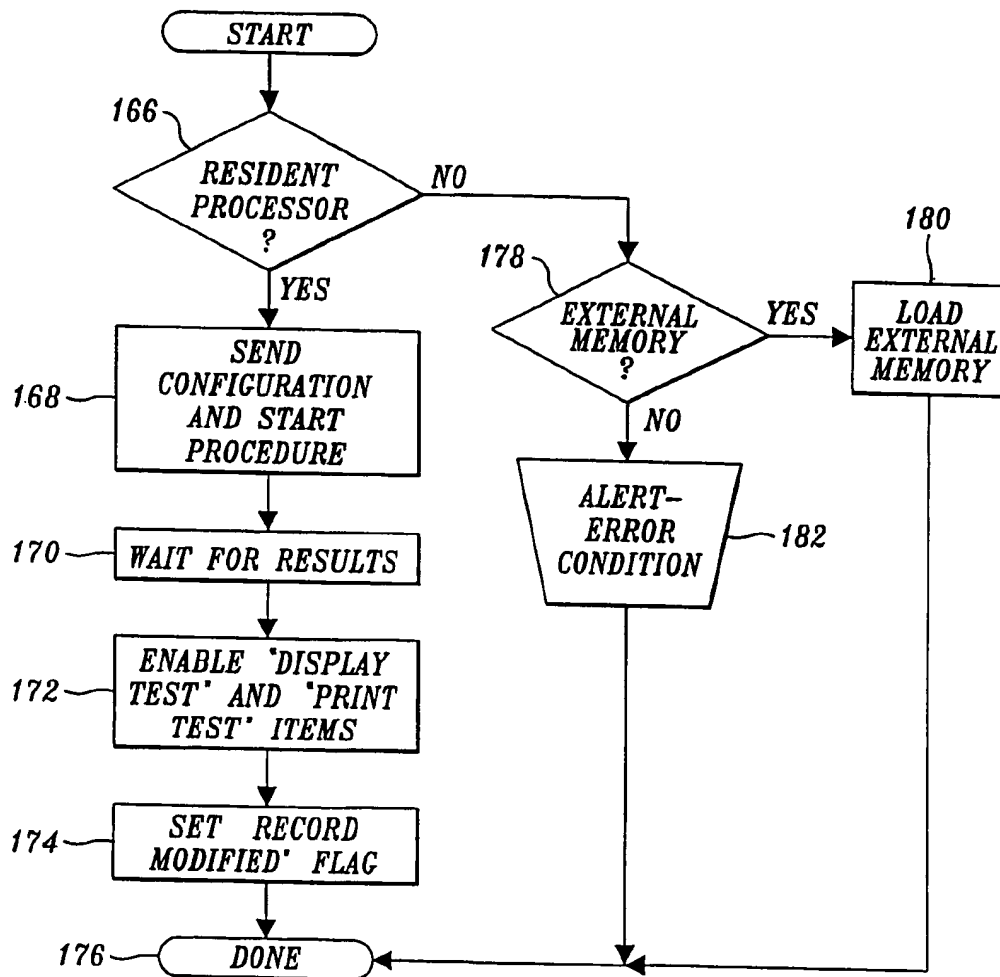 START
166
RESIDENT
PROCESSOR
?
NO
YES
178
EXTERNAL
MEMORY
?
YES
NO
180
LOAD
EXTERNAL
MEMORY
168
SEND
CONFIGURATION
AND START
PROCEDURE
ALERT-
ERROR
CONDITION
182
170
WAIT FOR RESULTS
172
ENABLE "DISPLAY
TEST" AND "PRINT
TEST" ITEMS
174
SET RECORD
MODIFIED" FLAG
176
DONE